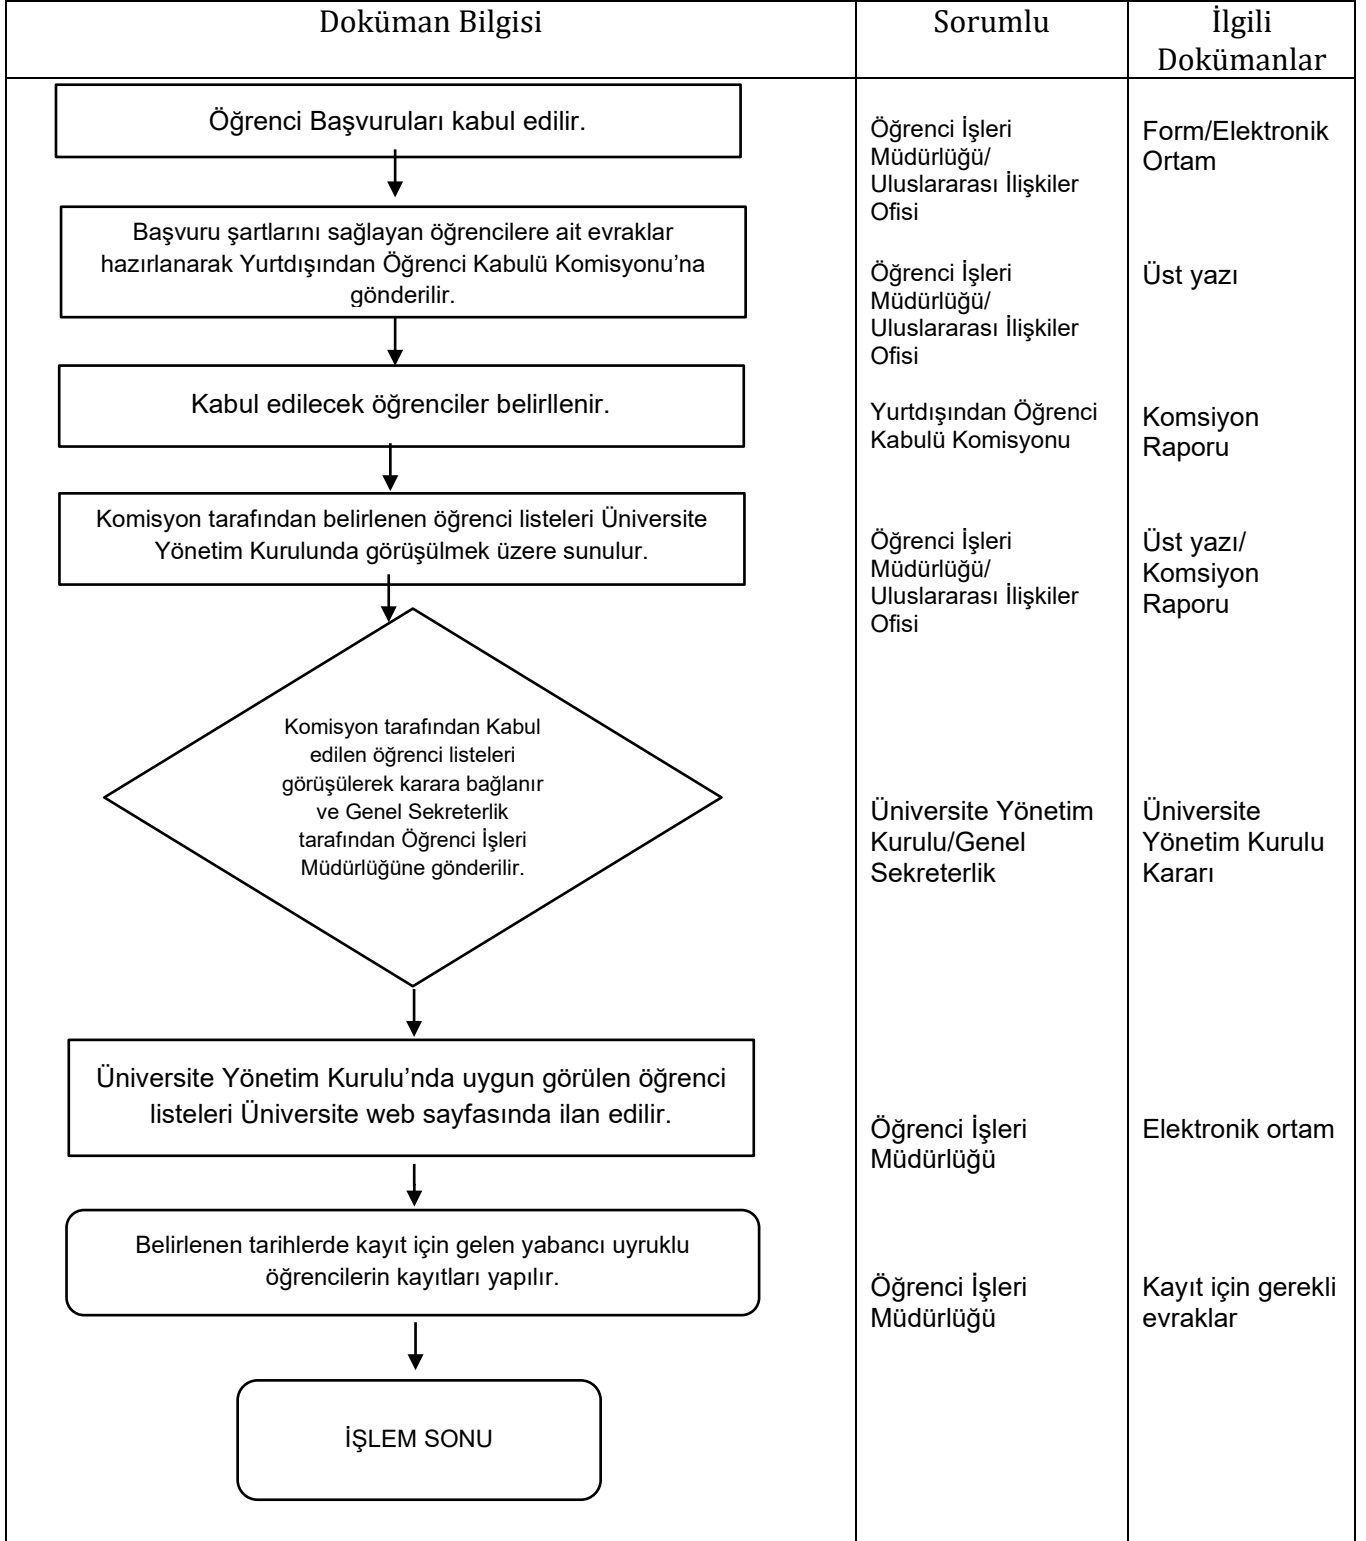 Doküman Bilgisi
Sorumlu
İlgili
Dokümanlar
Öğrenci Başvuruları kabul edilir.
Öğrenci İşleri
Müdürlüğü/
Uluslararası İlişkiler
Ofisi
Form/Elektronik
Ortam
Başvuru şartlarını sağlayan öğrencilere ait evraklar
hazırlanarak Yurtdışından Öğrenci Kabulü Komisyonu’na
gönderilir.
Öğrenci İşleri
Müdürlüğü/
Uluslararası İlişkiler
Ofisi
Üst yazı
Kabul edilecek öğrenciler belirllenir.
Yurtdışından Öğrenci
Kabulü Komisyonu
Komsiyon
Raporu
Komisyon tarafından belirlenen öğrenci listeleri Üniversite
Yönetim Kurulunda görüşülmek üzere sunulur.
Öğrenci İşleri
Müdürlüğü/
Uluslararası İlişkiler
Ofisi
Üst yazı/
Komsiyon
Raporu
Komisyon tarafından Kabul
edilen öğrenci listeleri
görüşülerek karara bağlanır
ve Genel Sekreterlik
tarafından Öğrenci İşleri
Müdürlüğüne gönderilir.
Üniversite Yönetim
Kurulu/Genel
Sekreterlik
Üniversite
Yönetim Kurulu
Kararı
Üniversite Yönetim Kurulu’nda uygun görülen öğrenci
listeleri Üniversite web sayfasında ilan edilir.
Öğrenci İşleri
Müdürlüğü
Elektronik ortam
Belirlenen tarihlerde kayıt için gelen yabancı uyruklu
öğrencilerin kayıtları yapılır.
Öğrenci İşleri
Müdürlüğü
Kayıt için gerekli
evraklar
İŞLEM SONU